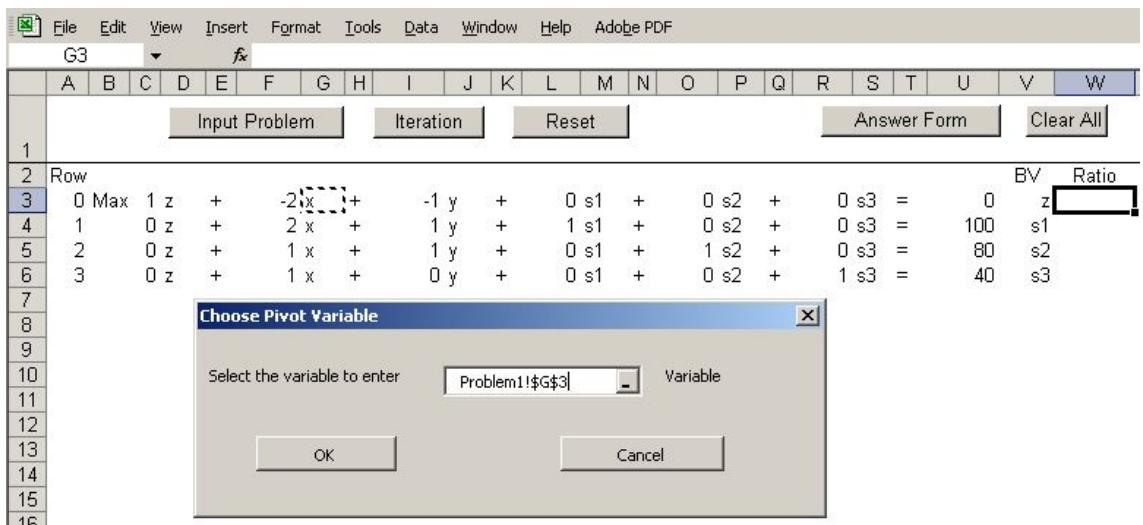 File Edit View Insert Format Tools Data Window Help Adobe PDF
G3 fx
A B C D E F G H I J K L M N O P Q R S T U V W
Input Problem Iteration Reset Answer Form Clear All
1
2 Row BV Ratio
3 0 Max 1 z + -2 x + -1 y + 0 s1 + 0 s2 + 0 s3 = 0 z
4 1 0 z + 2 x + 1 y + 1 s1 + 0 s2 + 0 s3 = 100 s1
5 2 0 z + 1 x + 1 y + 0 s1 + 1 s2 + 0 s3 = 80 s2
6 3 0 z + 1 x + 0 y + 0 s1 + 0 s2 + 1 s3 = 40 s3
7
8 Choose Pivot Variable
9
10 Select the variable to enter Problem1!$G$3 Variable
11
12
13 OK Cancel
14
15
16